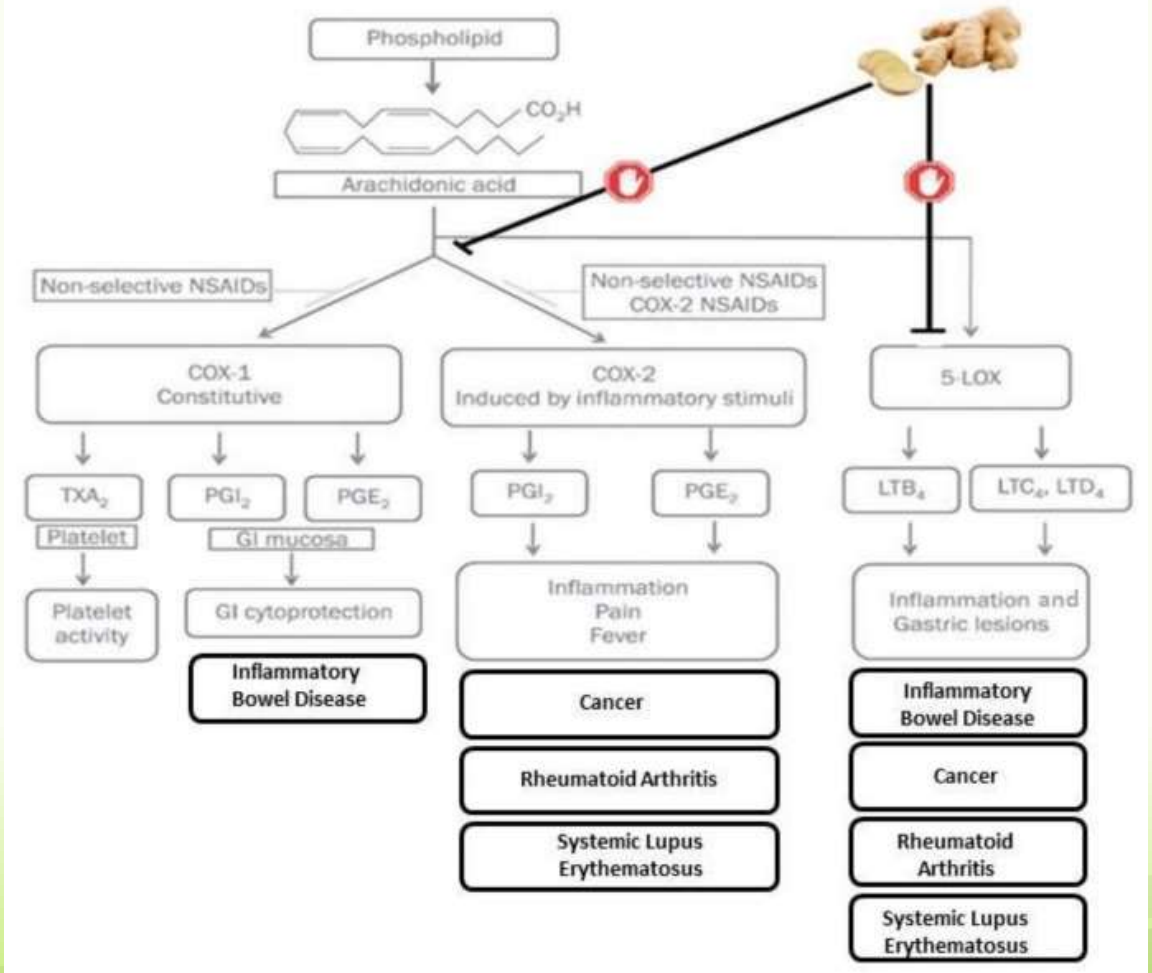 Phospholipid
CO₂H
Arachidonic acid
Non-selective NSAIDs
Non-selective NSAIDs
COX-2 NSAIDs
COX-1
Constitutive
COX-2
Induced by inflammatory stimuli
5-LOX
TXA₂
PGI₂
PGE₂
PGI₂
PGE₂
LTB₄
LTC₄, LTD₄
Platelet
GI mucosa
Platelet
activity
GI cytoprotection
Inflammation
Pain
Fever
Inflammation and
Gastric lesions
Inflammatory
Bowel Disease
Cancer
Rheumatoid Arthritis
Systemic Lupus
Erythematosus
Inflammatory
Bowel Disease
Cancer
Rheumatoid
Arthritis
Systemic Lupus
Erythematosus